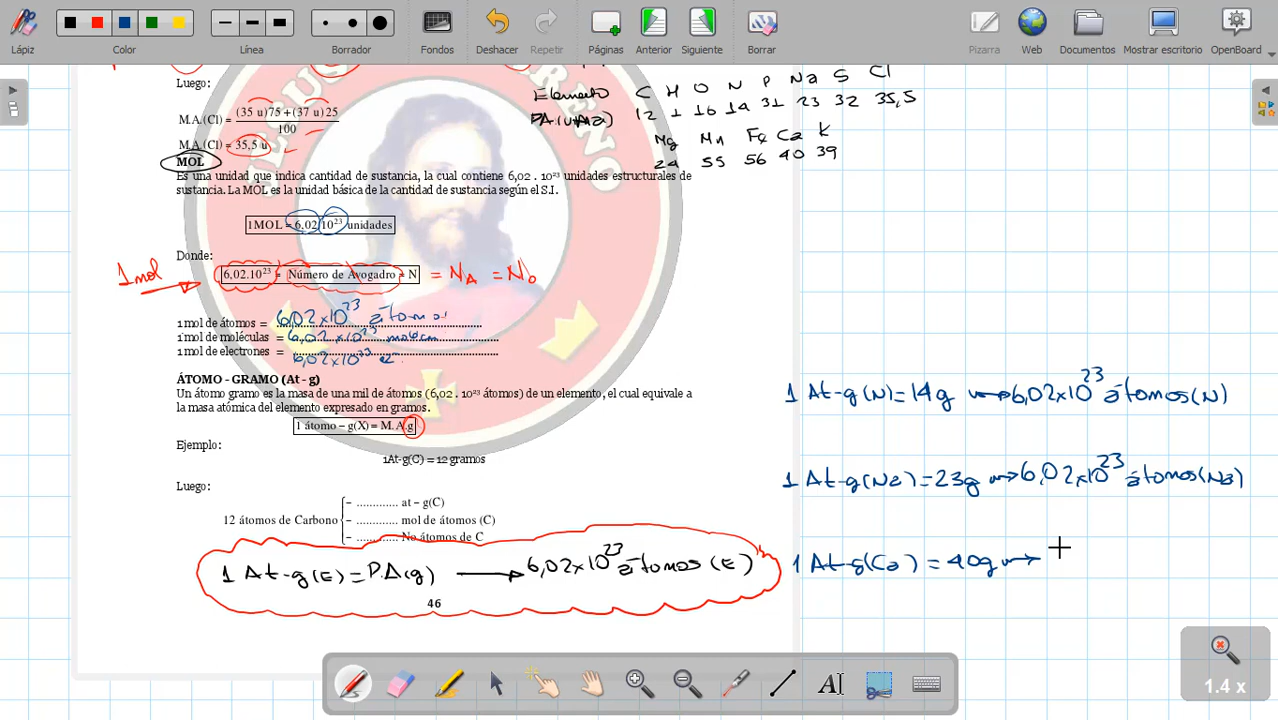 Lápiz Color Línea Borrador Fondos Deshacer Repetir Páginas Anterior Siguiente Borrar Pizarra Web Documentos Mostrar escritorio OpenBoard
Luego:
M.A.(Cl) = (35 u)75 + (37 u)25
100
M.A.(Cl) = 35,5 u
Elemento C H O N P Na S Cl
P.A.(uma) 12 1 16 14 31 23 32 35,5
Mg Mn Fe Ca K
24 55 56 40 39
MOL
Es una unidad que indica cantidad de sustancia, la cual contiene 6,02 . 10²³ unidades estructurales de
sustancia. La MOL es la unidad básica de la cantidad de sustancia según el S.I.
1MOL = 6,02 10²³ unidades
Donde:
1mol 6,02.10²³ = Número de Avogadro = N = NA = No
1 mol de átomos = 6,02x10²³ átomos
1 mol de moléculas = 6,02x10²³ molécu
1 mol de electrones = 6,02x10²³
ÁTOMO - GRAMO (At - g)
Un átomo gramo es la masa de una mil de átomos (6,02 . 10²³ átomos) de un elemento, el cual equivale a
la masa atómica del elemento expresado en gramos.
1 átomo – g(X) = M.A.g
Ejemplo:
1At-g(C) = 12 gramos
Luego:
12 átomos de Carbono
– ............. at – g(C)
– ............. mol de átomos (C)
– ............. No átomos de C
1 At-g(E) = P.A(g) → 6,02x10²³ átomos (E)
46
1 At-g(N) = 14g → 6,02x10²³ átomos(N)
1 At-g(Na) = 23g → 6,02x10²³ átomos(Na)
1 At-g(Ca) = 40g →
1.4 x